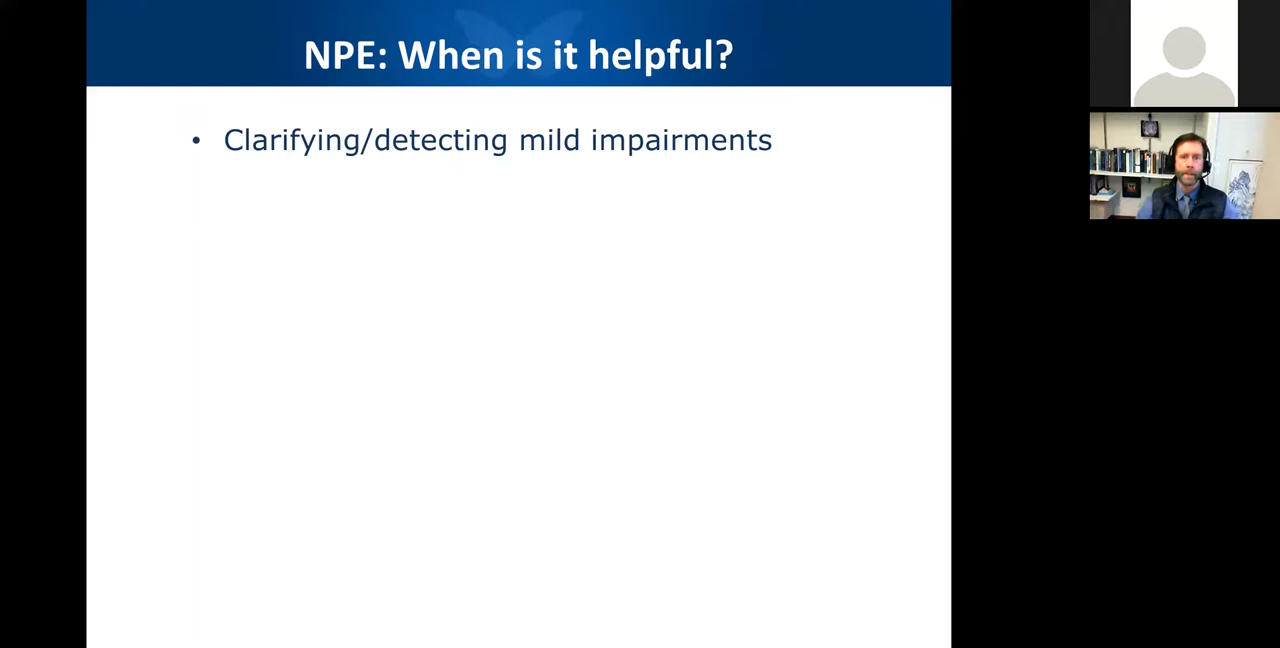 NPE: When is it helpful?
• Clarifying/detecting mild impairments